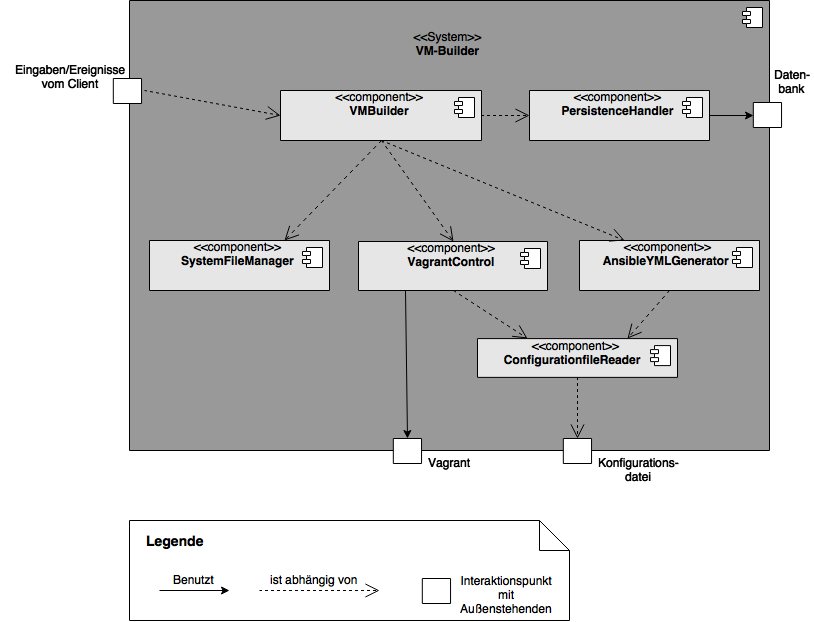 <<System>>
VM-Builder
Eingaben/Ereignisse
vom Client
Daten-
bank
<<component>>
VMBuilder
<<component>>
PersistenceHandler
<<component>>
SystemFileManager
<<component>>
VagrantControl
<<component>>
AnsibleYMLGenerator
<<component>>
ConfigurationfileReader
Vagrant
Konfigurations-
datei
Legende
Benutzt
ist abhängig von
Interaktionspunkt
mit
Außenstehenden